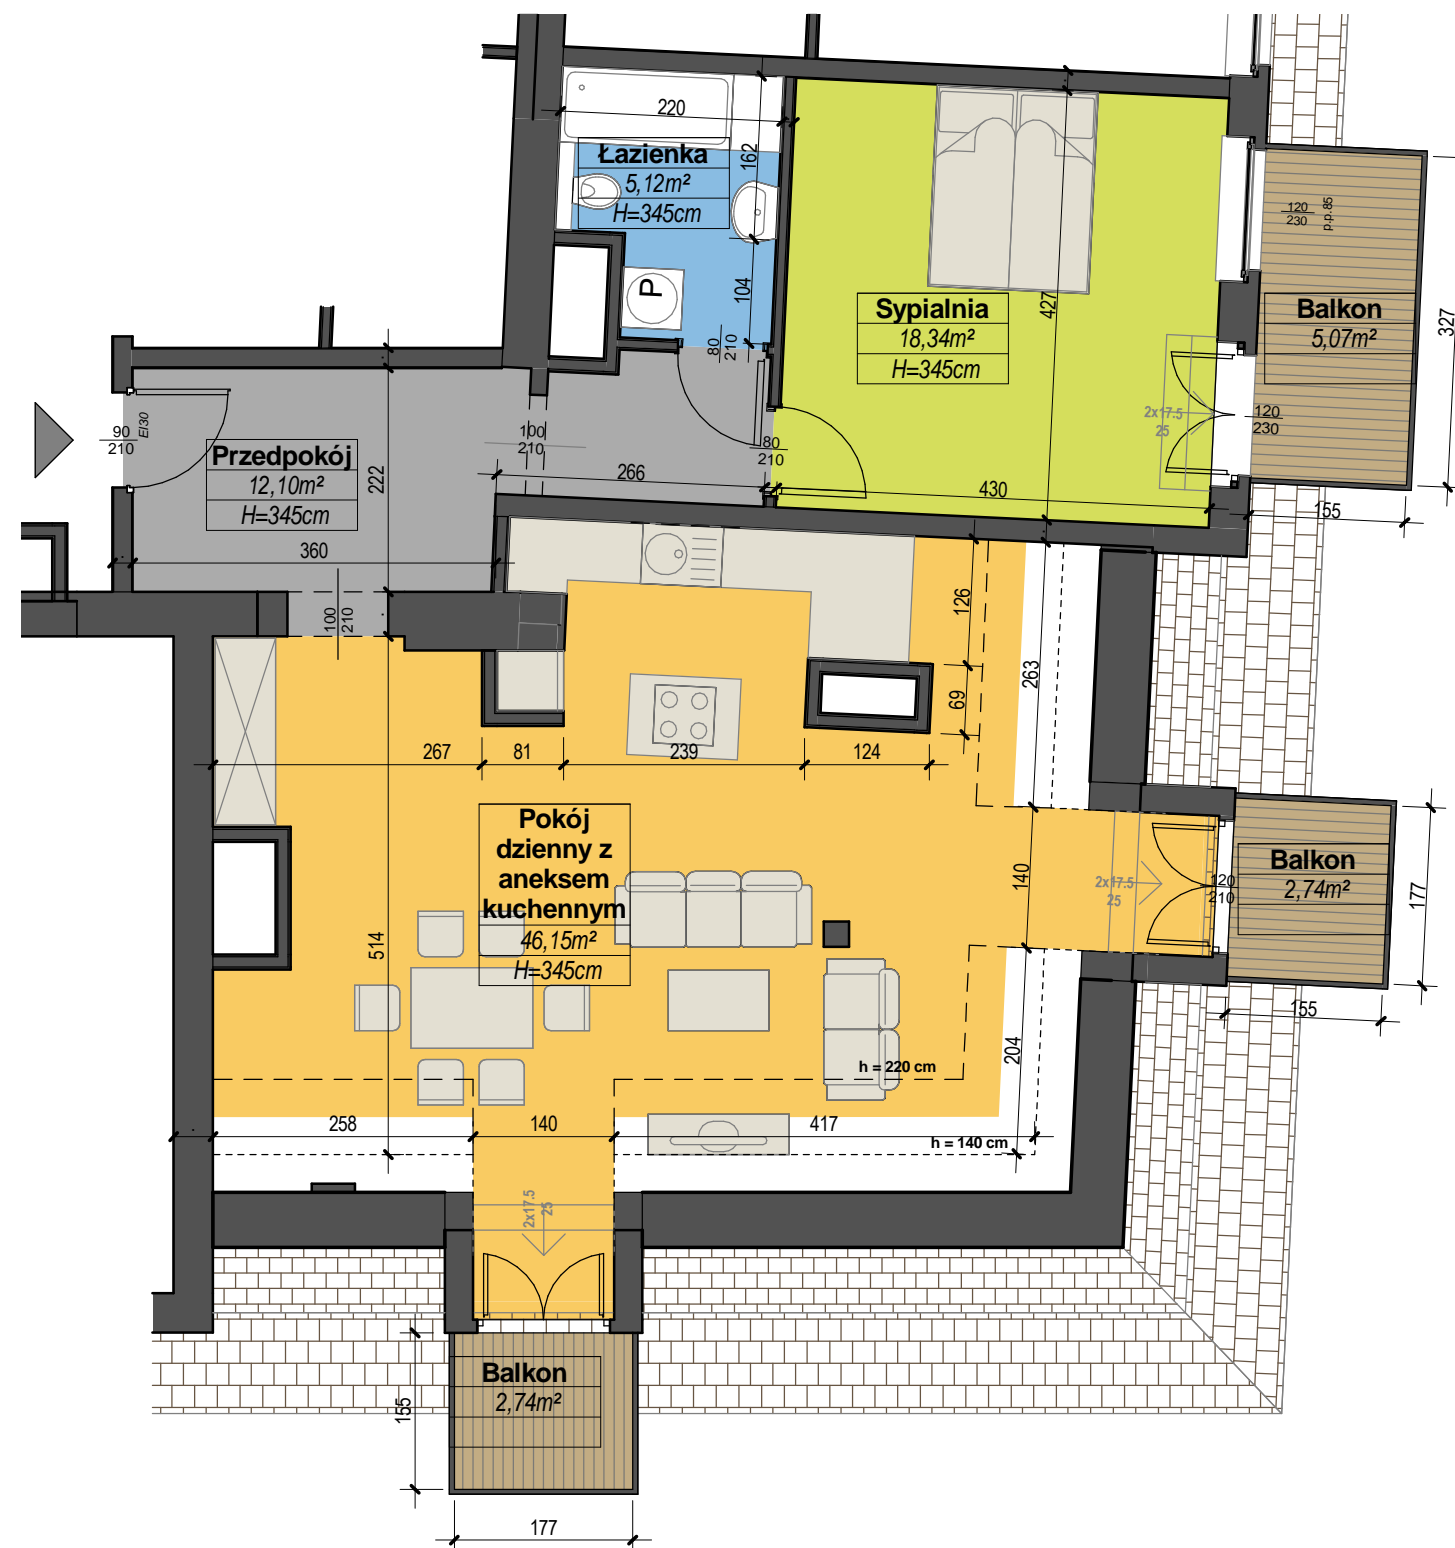 220
Łazienka
5,12m²
H=345cm
162
104
P
80
210
Sypialnia
18,34m²
H=345cm
427
120
230
p.p.85
Balkon
5,07m²
327
2x17.5
25
120
230
155
90
210
EI30
Przedpokój
12,10m²
H=345cm
222
100
210
266
80
210
430
360
100
210
126
263
69
267
81
239
124
Pokój
dzienny z
aneksem
kuchennym
46,15m²
H=345cm
514
140
2x17.5
25
120
210
Balkon
2,74m²
177
155
204
h = 220 cm
258
140
417
h = 140 cm
2x17.5
25
Balkon
2,74m²
155
177